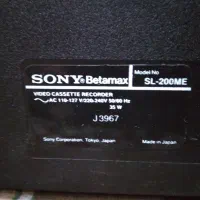 SONY Betamax
Model No
SL-200ME
VIDEO CASSETTE RECORDER
AC 110-127 V/220-240V 50/60 Hz
35 W
J3967
Sony Corporation, Tokyo, Japan
Made in Japan